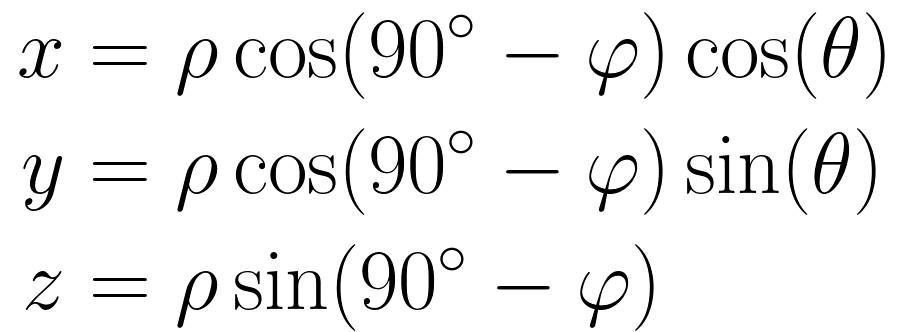 x = ρ cos(90° − φ) cos(θ)
y = ρ cos(90° − φ) sin(θ)
z = ρ sin(90° − φ)